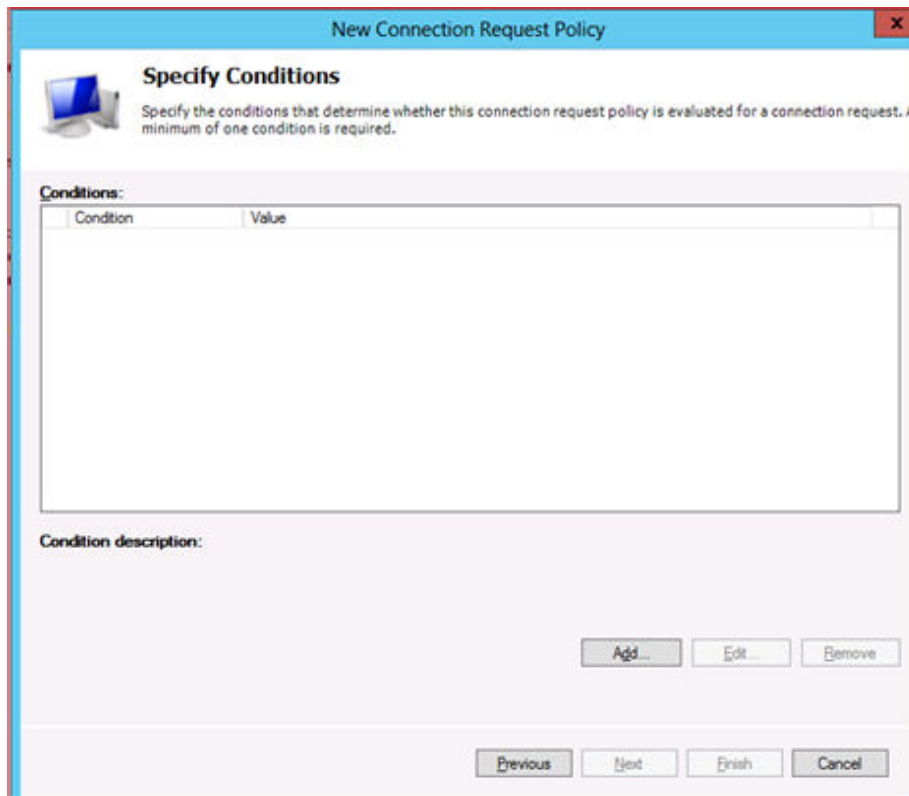 New Connection Request Policy
x
Specify Conditions
Specify the conditions that determine whether this connection request policy is evaluated for a connection request. A
minimum of one condition is required.
Conditions:
Condition Value
Condition description:
Add... Edit... Remove
Previous Next Finish Cancel